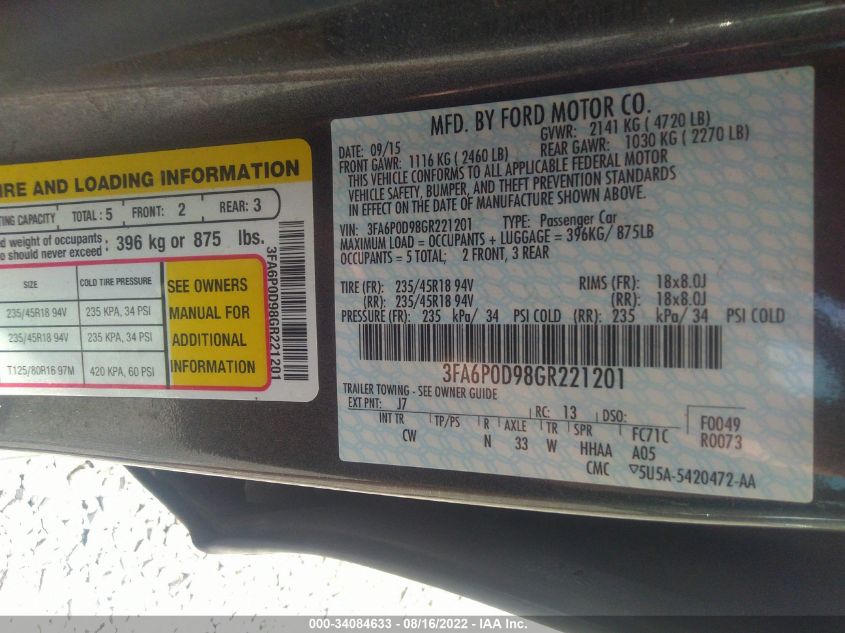 IRE AND LOADING INFORMATION
TING CAPACITY TOTAL: 5 FRONT: 2 REAR: 3
d weight of occupants
o should never exceed : 396 kg or 875 lbs.
SIZE COLD TIRE PRESSURE
235/45R18 94V 235 KPA, 34 PSI
235/45R18 94V 235 KPA, 34 PSI
T125/80R16 97M 420 KPA, 60 PSI
SEE OWNERS
MANUAL FOR
ADDITIONAL
INFORMATION
3FA6P0D98GR221201
MFD. BY FORD MOTOR CO.
DATE: 09/15 GVWR: 2141 KG ( 4720 LB)
FRONT GAWR: 1116 KG ( 2460 LB) REAR GAWR: 1030 KG ( 2270 LB)
THIS VEHICLE CONFORMS TO ALL APPLICABLE FEDERAL MOTOR
VEHICLE SAFETY, BUMPER, AND THEFT PREVENTION STANDARDS
IN EFFECT ON THE DATE OF MANUFACTURE SHOWN ABOVE.
VIN: 3FA6P0D98GR221201 TYPE: Passenger Car
MAXIMUM LOAD = OCCUPANTS + LUGGAGE = 396KG/ 875LB
OCCUPANTS = 5 TOTAL; 2 FRONT, 3 REAR
TIRE (FR): 235/45R18 94V RIMS (FR): 18x8.0J
(RR): 235/45R18 94V (RR): 18x8.0J
PRESSURE (FR): 235 kPa/ 34 PSI COLD (RR): 235 kPa/ 34 PSI COLD
3FA6P0D98GR221201
TRAILER TOWING - SEE OWNER GUIDE
EXT PNT: J7 RC: 13 DSO:
INT TR TP/PS R AXLE TR SPR FC71C F0049
CW N 33 W HHAA A05 R0073
CMC ▽5U5A-5420472-AA
000-34084633 - 08/16/2022 - IAA Inc.